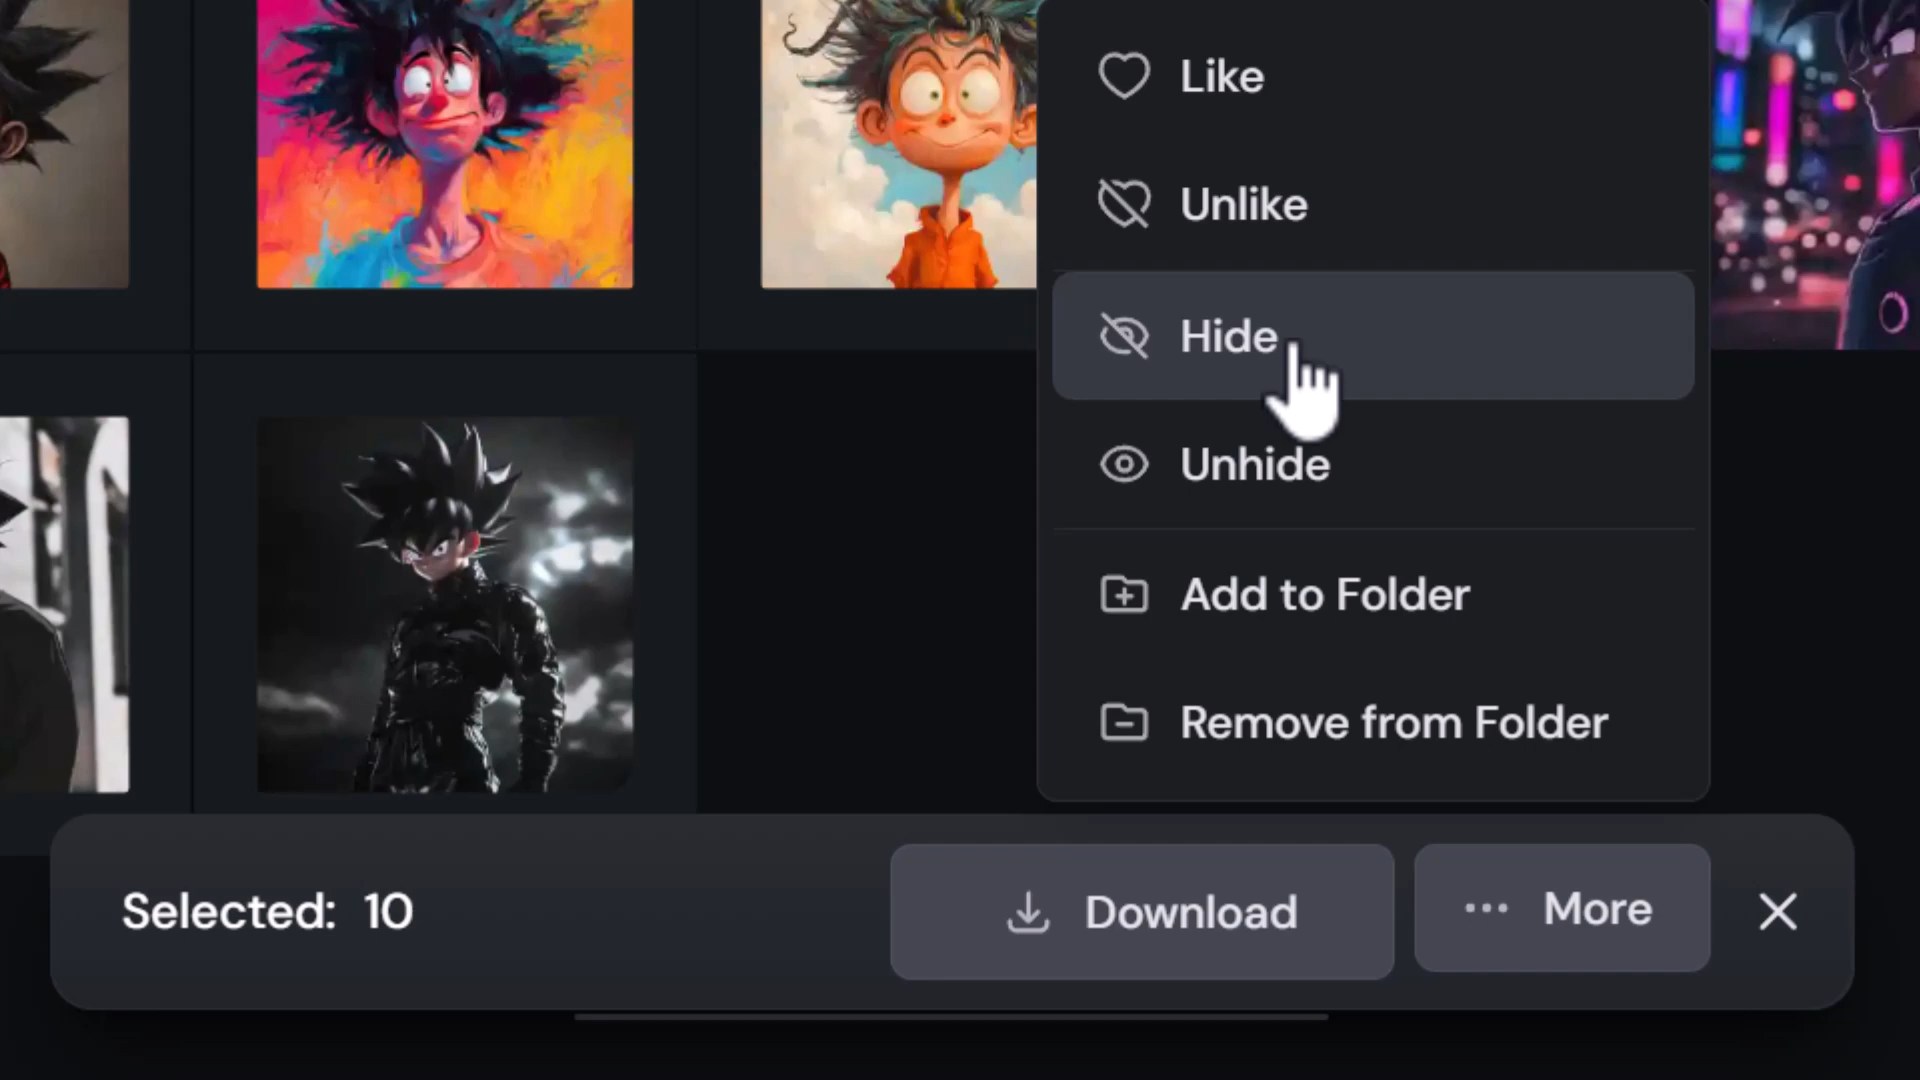 Like
Unlike
Hide
Unhide
Add to Folder
Remove from Folder
Selected: 10
Download
More